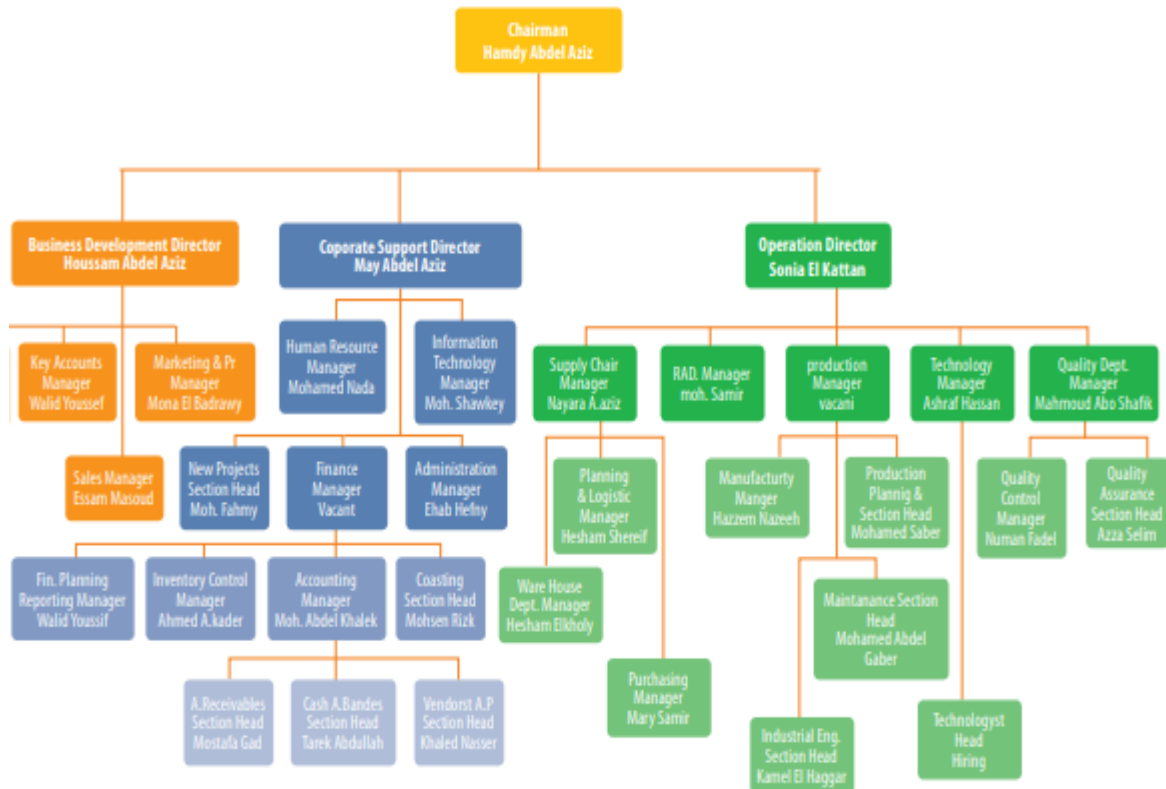 Chairman
Hamdy Abdel Aziz
Business Development Director
Houssam Abdel Aziz
Coporate Support Director
May Abdel Aziz
Operation Director
Sonia El Kattan
Key Accounts
Manager
Walid Youssef
Marketing & Pr
Manager
Mona El Badrawy
Sales Manager
Essam Masoud
Human Resource
Manager
Mohamed Nada
Information
Technology
Manager
Moh. Shawkey
New Projects
Section Head
Moh. Fahmy
Finance
Manager
Vacant
Administration
Manager
Ehab Hefny
Fin. Planning
Reporting Manager
Walid Youssif
Inventory Control
Manager
Ahmed A.kader
Accounting
Manager
Moh. Abdel Khalek
Coasting
Section Head
Mohsen Rizk
A.Receivables
Section Head
Mostafa Gad
Cash A.Bandes
Section Head
Tarek Abdullah
Vendorst A.P
Section Head
Khaled Nasser
Supply Chair
Manager
Nayara A.aziz
RAD. Manager
moh. Samir
production
Manager
vacani
Technology
Manager
Ashraf Hassan
Quality Dept.
Manager
Mahmoud Abo Shafik
Planning
& Logistic
Manager
Hesham Shereif
Ware House
Dept. Manager
Hesham Elkholy
Purchasing
Manager
Mary Samir
Manufacturty
Manger
Hazzem Nazeeh
Production
Plannig &
Section Head
Mohamed Saber
Maintanance Section
Head
Mohamed Abdel
Gaber
Industrial Eng.
Section Head
Kamel El Haggar
Technologyst
Head
Hiring
Quality
Control
Manager
Numan Fadel
Quality
Assurance
Section Head
Azza Selim